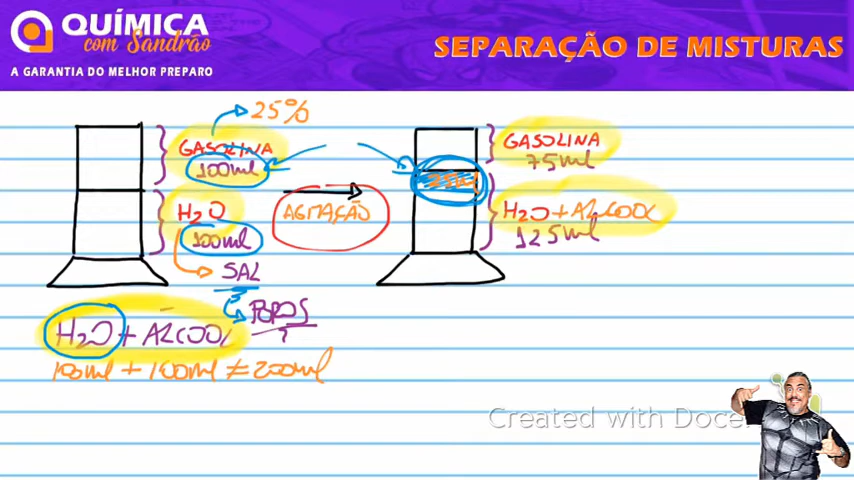 QUÍMICA
com Sandrão
A GARANTIA DO MELHOR PREPARO
SEPARAÇÃO DE MISTURAS
25%
GASOLINA
100ml
H2O
100ml
SAL
POROS
AGITAÇÃO
GASOLINA
75ml
25ml
H2O + ALCOOL
125ml
H2O + ALCOOL
100ml + 100ml ≠ 200ml
Created with Doce